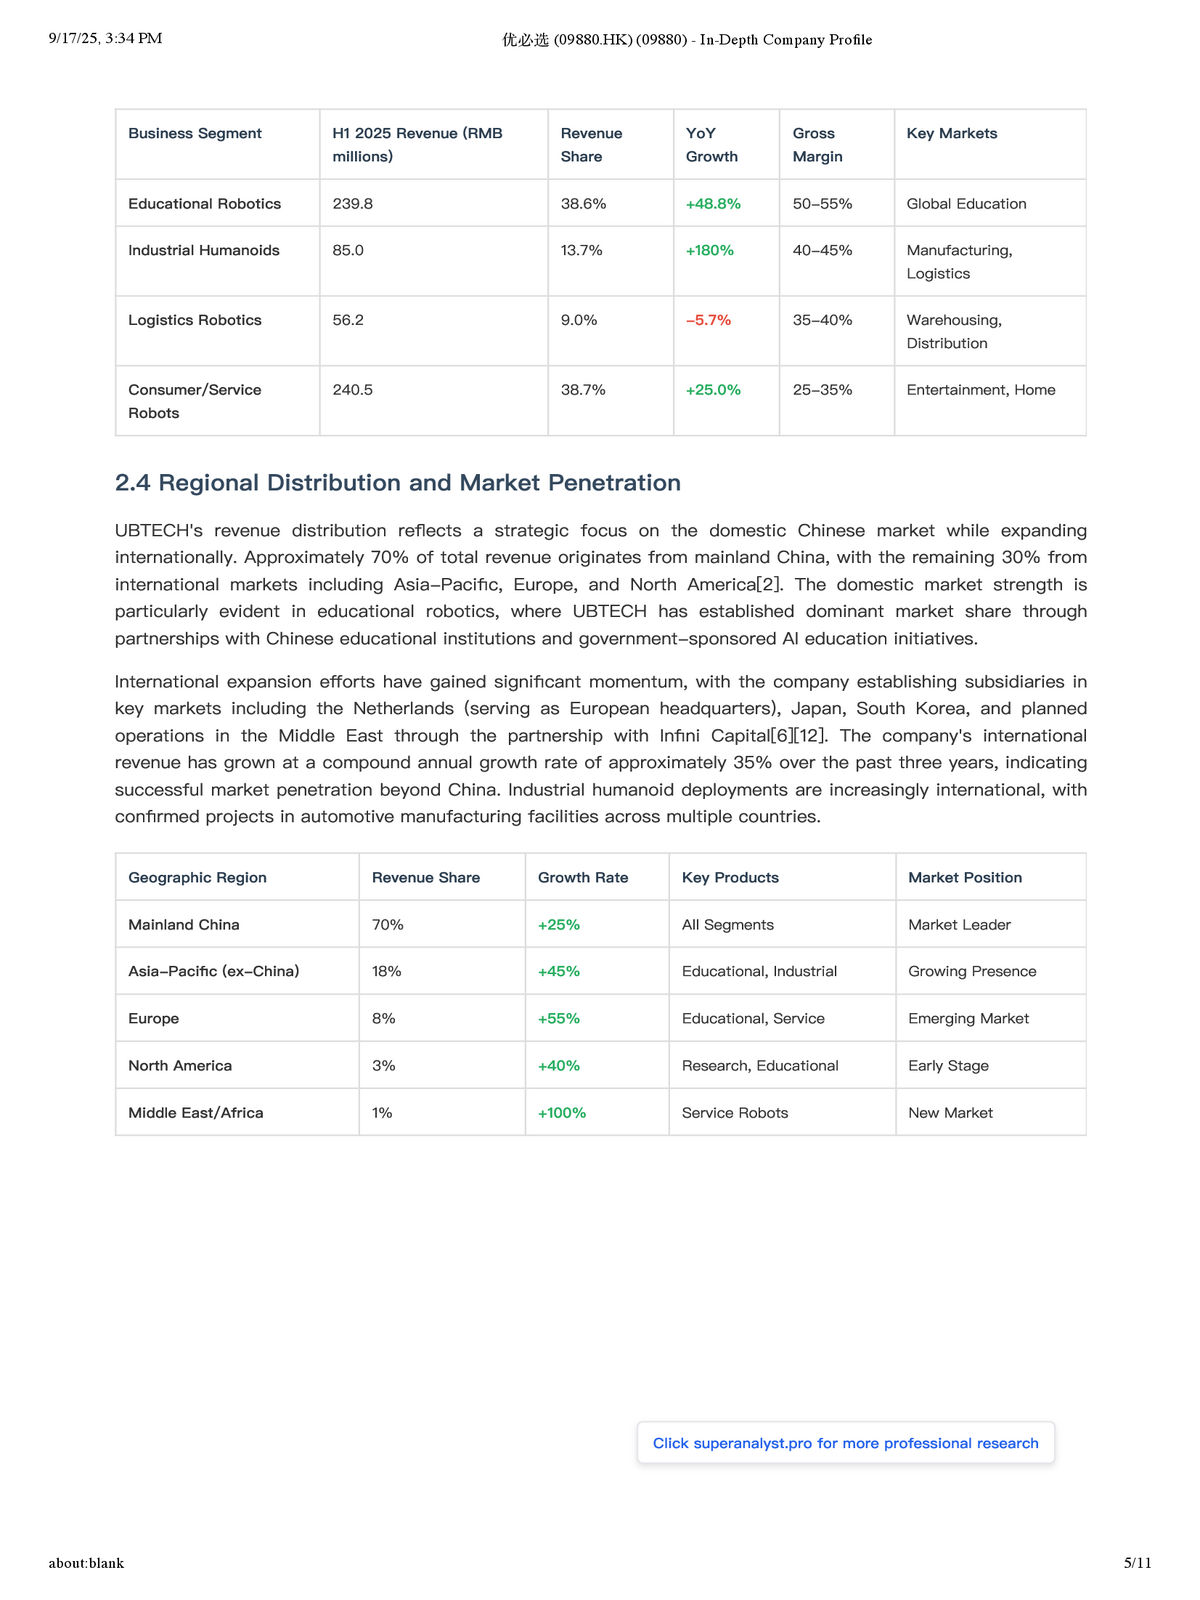 9/17/25, 3:34 PM
优必选 (09880.HK) (09880) - In-Depth Company Profile
Business Segment
H1 2025 Revenue (RMB millions)
Revenue Share
YoY Growth
Gross Margin
Key Markets
Educational Robotics
239.8
38.6%
+48.8%
50–55%
Global Education
Industrial Humanoids
85.0
13.7%
+180%
40–45%
Manufacturing, Logistics
Logistics Robotics
56.2
9.0%
–5.7%
35–40%
Warehousing, Distribution
Consumer/Service Robots
240.5
38.7%
+25.0%
25–35%
Entertainment, Home
2.4 Regional Distribution and Market Penetration
UBTECH's revenue distribution reflects a strategic focus on the domestic Chinese market while expanding
internationally. Approximately 70% of total revenue originates from mainland China, with the remaining 30% from
international markets including Asia–Pacific, Europe, and North America[2]. The domestic market strength is
particularly evident in educational robotics, where UBTECH has established dominant market share through
partnerships with Chinese educational institutions and government–sponsored AI education initiatives.
International expansion efforts have gained significant momentum, with the company establishing subsidiaries in
key markets including the Netherlands (serving as European headquarters), Japan, South Korea, and planned
operations in the Middle East through the partnership with Infini Capital[6][12]. The company's international
revenue has grown at a compound annual growth rate of approximately 35% over the past three years, indicating
successful market penetration beyond China. Industrial humanoid deployments are increasingly international, with
confirmed projects in automotive manufacturing facilities across multiple countries.
Geographic Region
Revenue Share
Growth Rate
Key Products
Market Position
Mainland China
70%
+25%
All Segments
Market Leader
Asia–Pacific (ex–China)
18%
+45%
Educational, Industrial
Growing Presence
Europe
8%
+55%
Educational, Service
Emerging Market
North America
3%
+40%
Research, Educational
Early Stage
Middle East/Africa
1%
+100%
Service Robots
New Market
Click superanalyst.pro for more professional research
about:blank
5/11